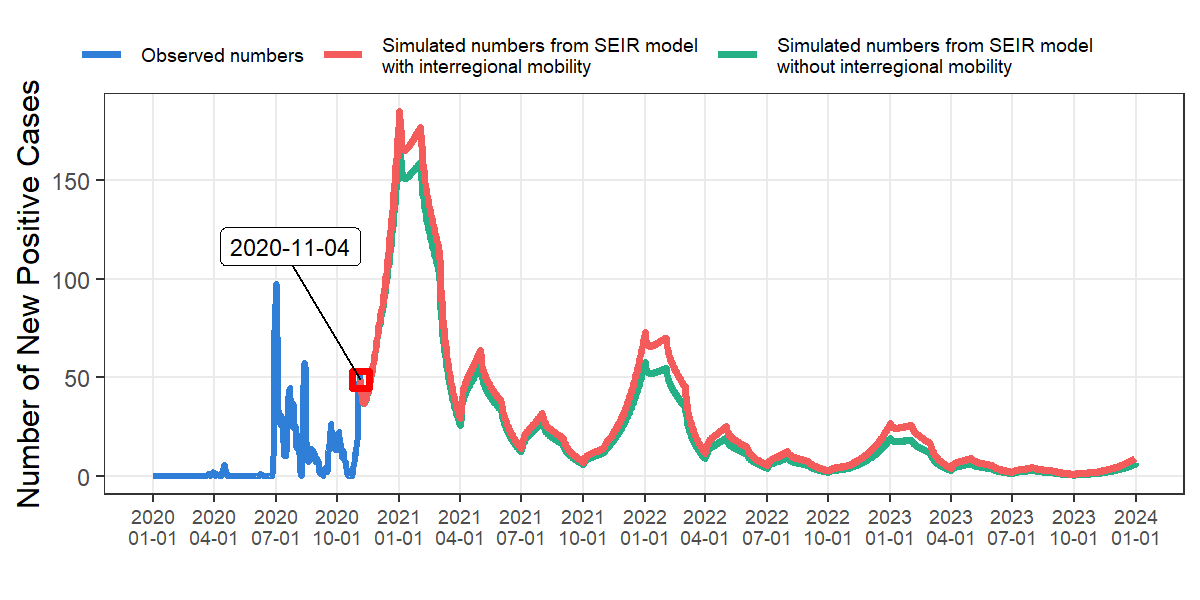 Observed numbers
Simulated numbers from SEIR model
with interregional mobility
Simulated numbers from SEIR model
without interregional mobility
Number of New Positive Cases
150
100
50
0
2020-11-04
2020 2020 2020 2020 2021 2021 2021 2021 2022 2022 2022 2022 2023 2023 2023 2023 2024
01-01 04-01 07-01 10-01 01-01 04-01 07-01 10-01 01-01 04-01 07-01 10-01 01-01 04-01 07-01 10-01 01-01